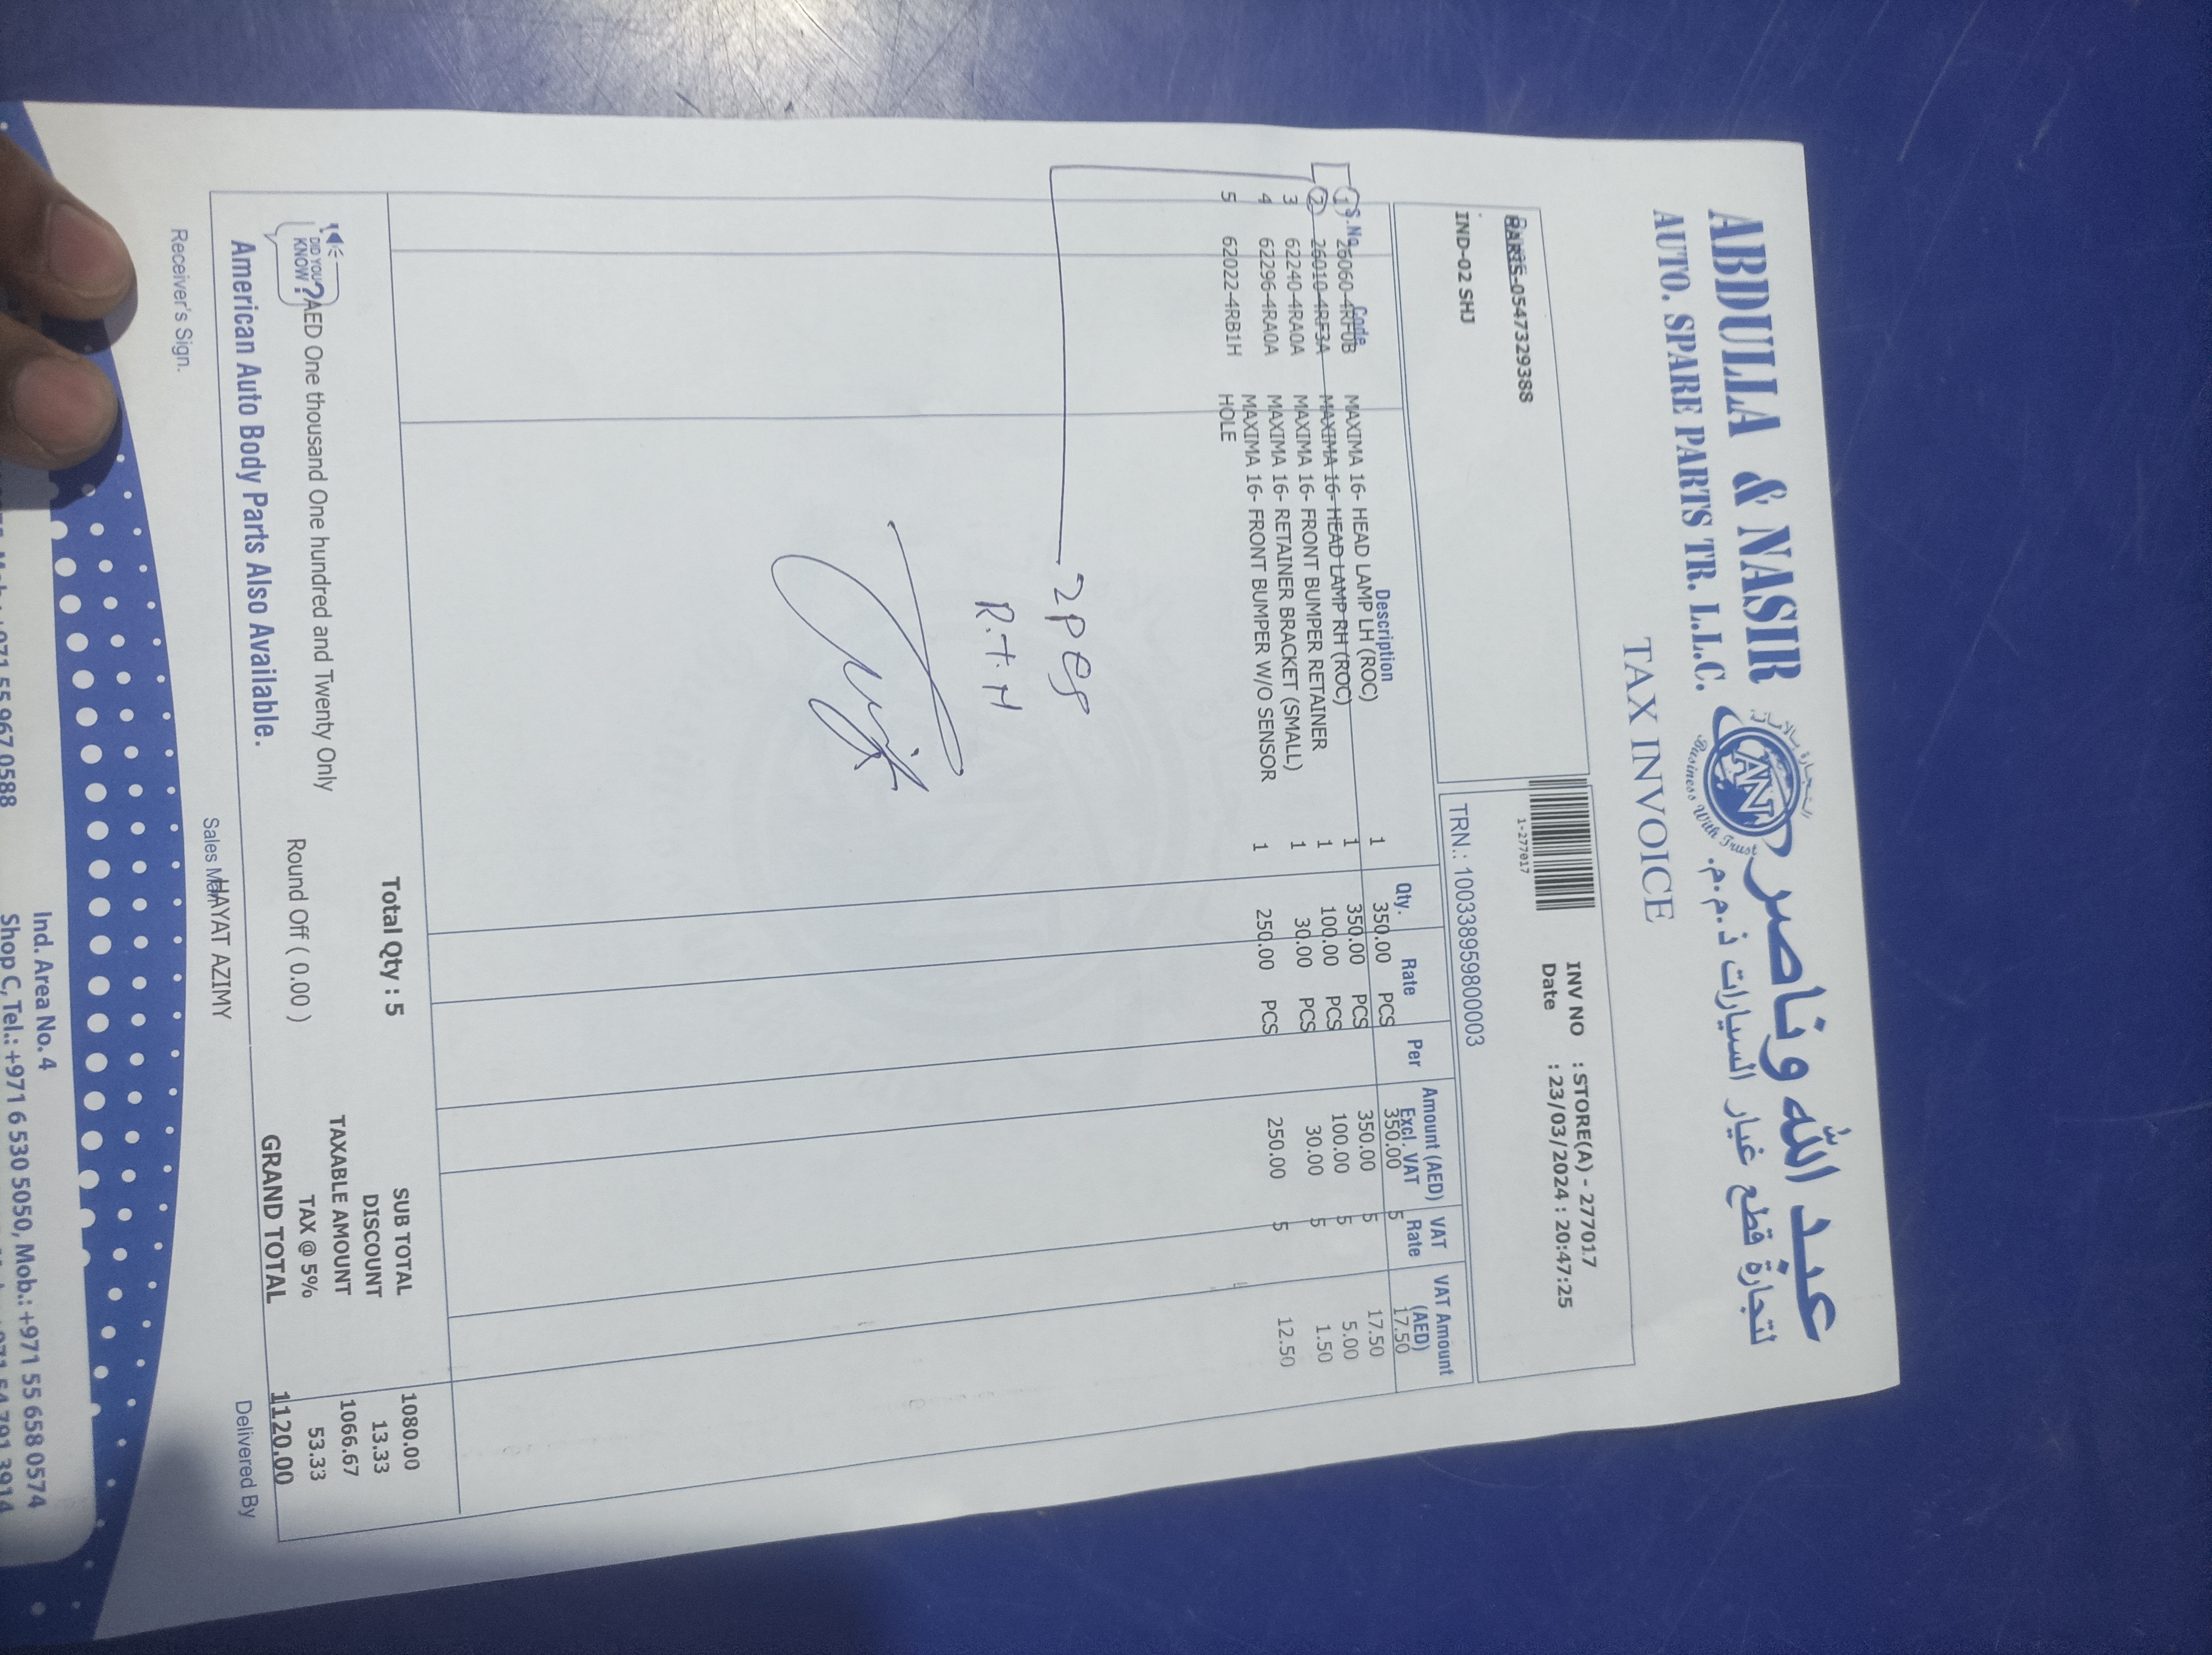 ABDULLA & NASIR
AUTO. SPARE PARTS TR. L.L.C.
عبد الله وناصر
لتجارة قطع غيار السيارات ذ.م.م.
AN
Business With Trust
TAX INVOICE
PARIS-0547329388
IND-02 SHJ
1-277017
INV NO : STORE(A) - 277017
Date : 23/03/2024 : 20:47:25
TRN.: 100338959800003
S.No. Code Description Qty. Rate Per Amount (AED) Excl. VAT VAT Rate VAT Amount (AED)
1 26060-4RF0B MAXIMA 16- HEAD LAMP LH (ROC) 1 350.00 PCS 350.00 5 17.50
2 26010-4RF3A MAXIMA 16- HEAD LAMP RH (ROC) 1 350.00 PCS 350.00 5 17.50
3 62240-4RA0A MAXIMA 16- FRONT BUMPER RETAINER 1 100.00 PCS 100.00 5 5.00
4 62296-4RA0A MAXIMA 16- RETAINER BRACKET (SMALL) 1 30.00 PCS 30.00 5 1.50
5 62022-4RB1H MAXIMA 16- FRONT BUMPER W/O SENSOR 1 250.00 PCS 250.00 5 12.50
HOLE
2 pes
R.t.H
Total Qty : 5
SUB TOTAL 1080.00
DISCOUNT 13.33
TAXABLE AMOUNT 1066.67
TAX @ 5% 53.33
GRAND TOTAL 1120.00
DID YOU KNOW?
AED One thousand One hundred and Twenty Only
Round Off ( 0.00 )
American Auto Body Parts Also Available.
Receiver's Sign.
Sales Man
HAYAT AZIMY
Delivered By
Ind. Area No. 4
Shop C, Tel.: +971 6 530 5050, Mob.: +971 55 658 0574
971 55 967 0588